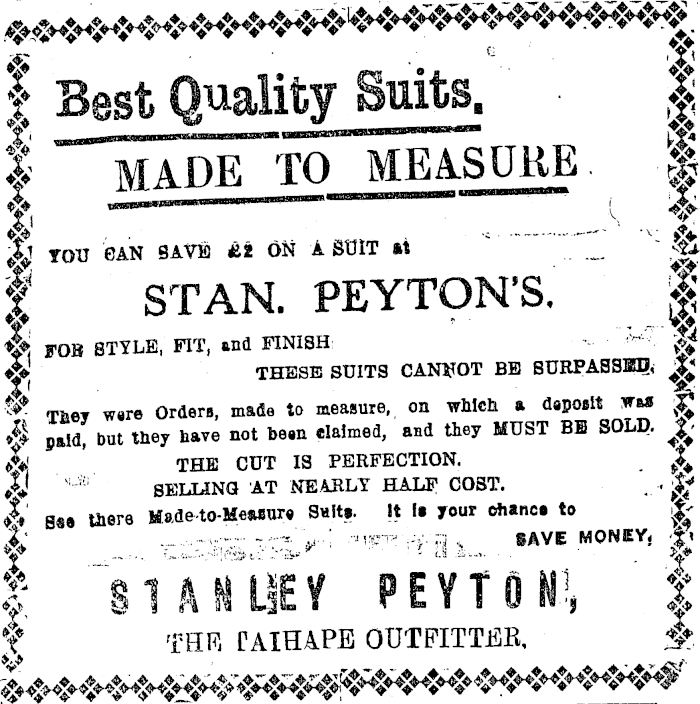 Best Quality Suits.
MADE TO MEASURE.
YOU CAN SAVE £2 ON A SUIT at
STAN. PEYTON'S.
FOR STYLE, FIT, and FINISH
THESE SUITS CANNOT BE SURPASSED.
They were Orders, made to measure, on which a deposit was
paid, but they have not been claimed, and they MUST BE SOLD.
THE CUT IS PERFECTION.
SELLING AT NEARLY HALF COST.
See there Made-to-Measure Suits. It is your chance to
SAVE MONEY.
STANLEY PEYTON,
THE TAIHAPE OUTFITTER.